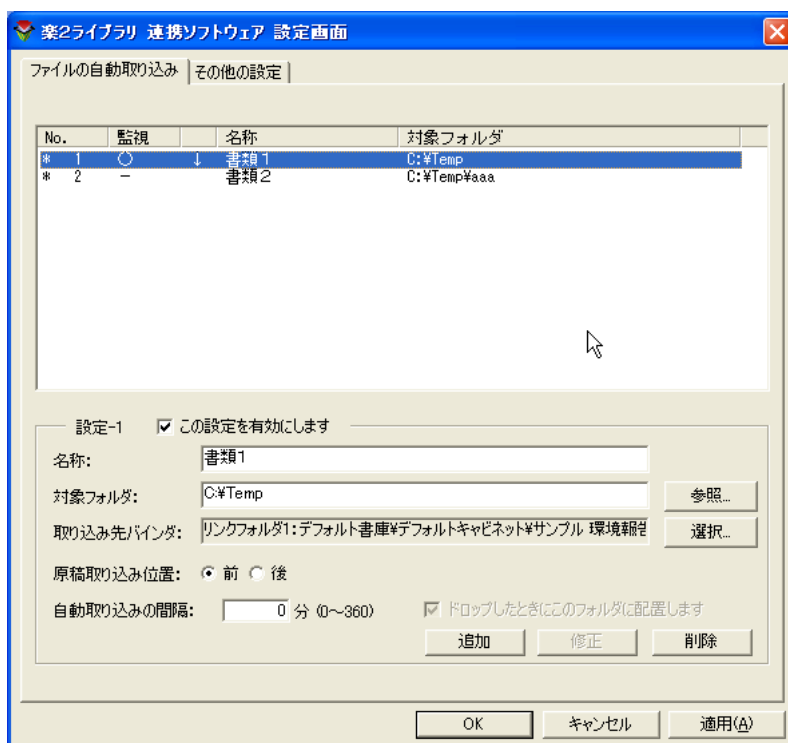 楽2ライブラリ 連携ソフトウェア 設定画面
ファイルの自動取り込み その他の設定
No. 監視 名称 対象フォルダ
* 1 ○ ↓ 書類1 C:¥Temp
* 2 - 書類2 C:¥Temp¥aaa
設定-1 この設定を有効にします
名称: 書類1
対象フォルダ: C:¥Temp 参照...
取り込み先バインダ: リンクフォルダ1:デフォルト書庫¥デフォルトキャビネット¥サンプル 環境報告 選択...
原稿取り込み位置: 前 後
自動取り込みの間隔: 0 分 (0~360) ドロップしたときにこのフォルダに配置します
追加 修正 削除
OK キャンセル 適用(A)